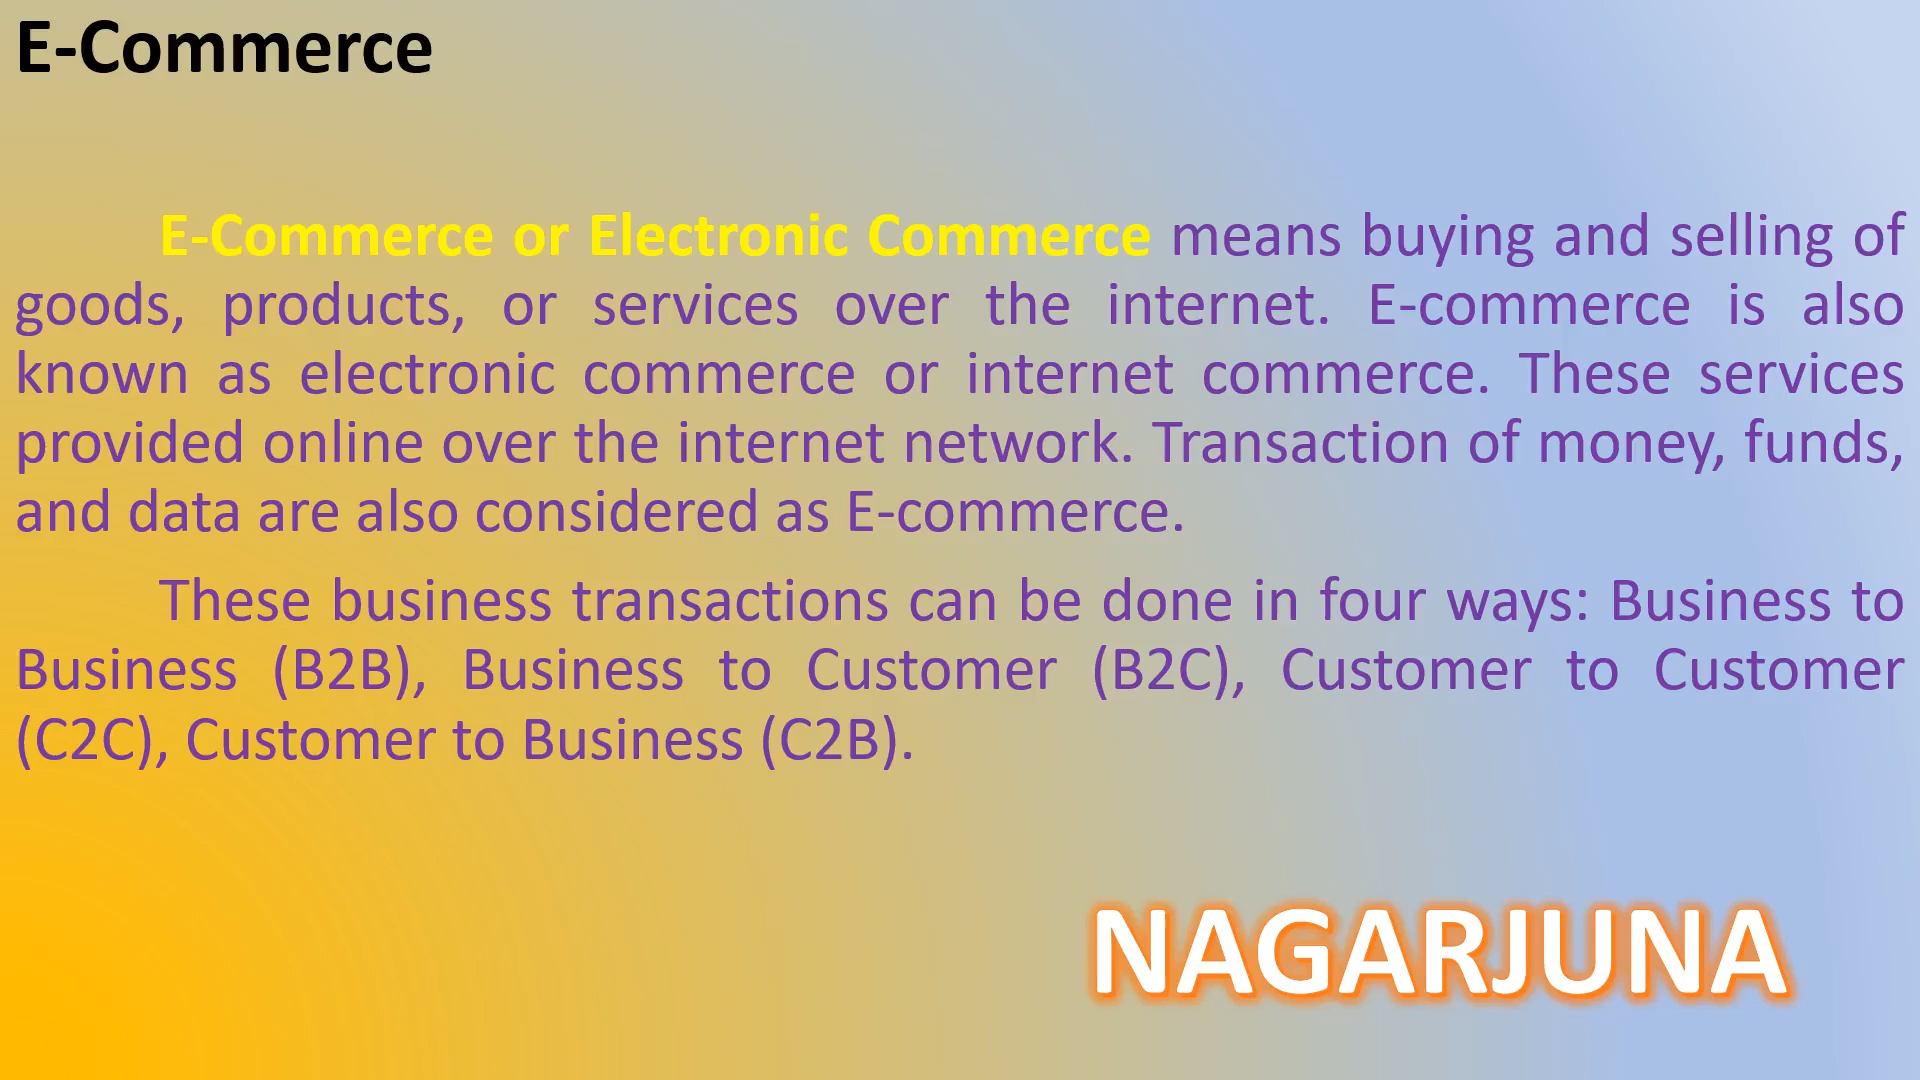 E-Commerce
E-Commerce or Electronic Commerce means buying and selling of
goods, products, or services over the internet. E-commerce is also
known as electronic commerce or internet commerce. These services
provided online over the internet network. Transaction of money, funds,
and data are also considered as E-commerce.
These business transactions can be done in four ways: Business to
Business (B2B), Business to Customer (B2C), Customer to Customer
(C2C), Customer to Business (C2B).
NAGARJUNA